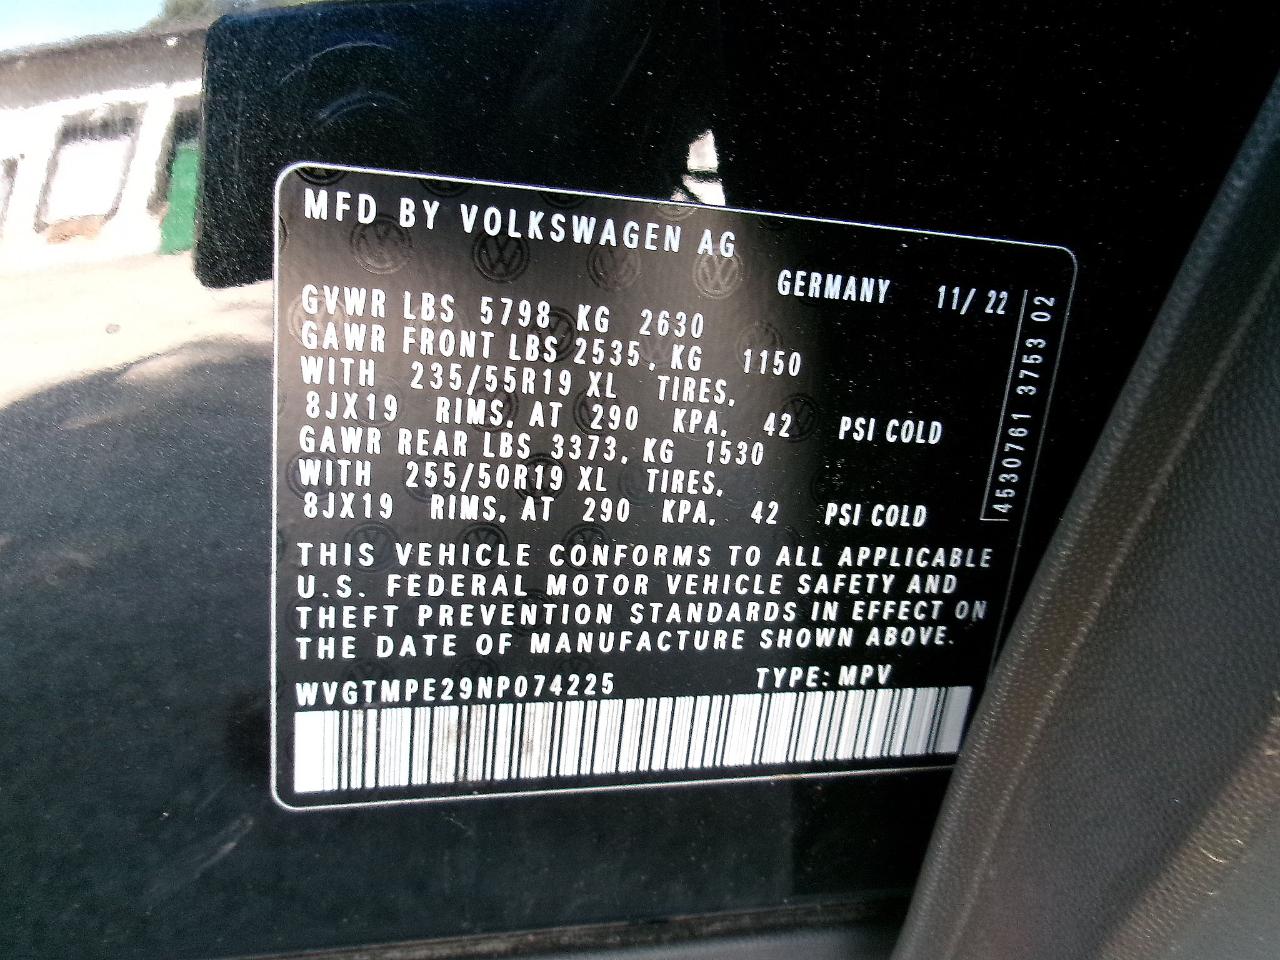 MFD BY VOLKSWAGEN AG
GERMANY 11/ 22
GVWR LBS 5798 KG 2630
GAWR FRONT LBS 2535, KG 1150
WITH 235/55R19 XL TIRES,
8JX19 RIMS, AT 290 KPA, 42 PSI COLD
GAWR REAR LBS 3373, KG 1530
WITH 255/50R19 XL TIRES,
8JX19 RIMS, AT 290 KPA, 42 PSI COLD
THIS VEHICLE CONFORMS TO ALL APPLICABLE
U.S. FEDERAL MOTOR VEHICLE SAFETY AND
THEFT PREVENTION STANDARDS IN EFFECT ON
THE DATE OF MANUFACTURE SHOWN ABOVE.
WVGTMPE29NP074225 TYPE: MPV
4530761 3753 02